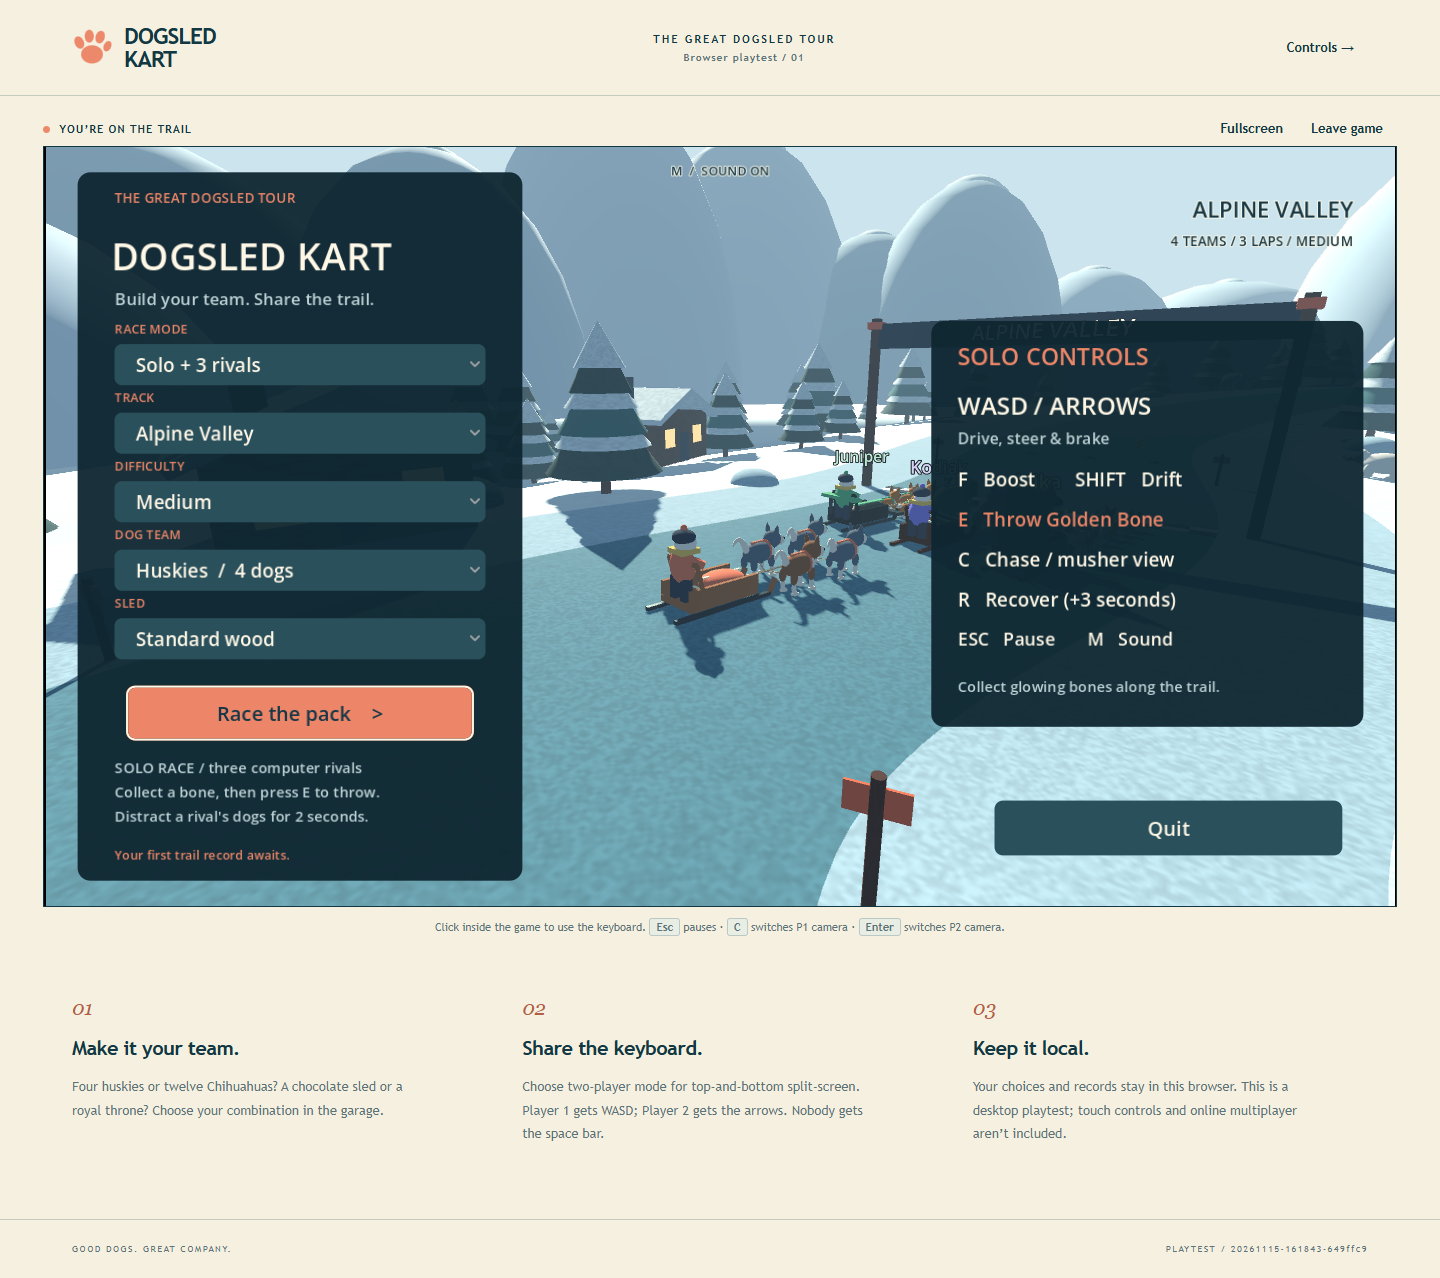 DOGSLED
KART
THE GREAT DOGSLED TOUR
Browser playtest / 01
Controls →
YOU'RE ON THE TRAIL
Fullscreen
Leave game
M / SOUND ON
THE GREAT DOGSLED TOUR
DOGSLED KART
Build your team. Share the trail.
RACE MODE
Solo + 3 rivals
TRACK
Alpine Valley
DIFFICULTY
Medium
DOG TEAM
Huskies / 4 dogs
SLED
Standard wood
Race the pack >
SOLO RACE / three computer rivals
Collect a bone, then press E to throw.
Distract a rival's dogs for 2 seconds.
Your first trail record awaits.
ALPINE VALLEY
4 TEAMS / 3 LAPS / MEDIUM
ALPINE VALLEY
Juniper
SOLO CONTROLS
WASD / ARROWS
Drive, steer & brake
F Boost SHIFT Drift
E Throw Golden Bone
C Chase / musher view
R Recover (+3 seconds)
ESC Pause M Sound
Collect glowing bones along the trail.
Quit
Click inside the game to use the keyboard. Esc pauses · C switches P1 camera · Enter switches P2 camera.
01
Make it your team.
Four huskies or twelve Chihuahuas? A chocolate sled or a
royal throne? Choose your combination in the garage.
02
Share the keyboard.
Choose two-player mode for top-and-bottom split-screen.
Player 1 gets WASD; Player 2 gets the arrows. Nobody gets
the space bar.
03
Keep it local.
Your choices and records stay in this browser. This is a
desktop playtest; touch controls and online multiplayer
aren't included.
GOOD DOGS. GREAT COMPANY.
PLAYTEST / 20261115-161843-649ffc9